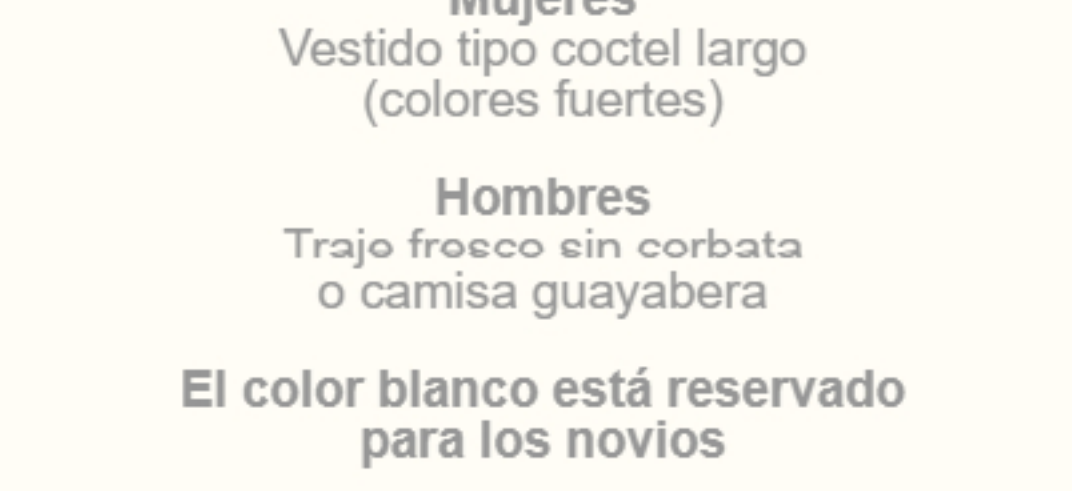 Mujeres
Vestido tipo coctel largo
(colores fuertes)
Hombres
Traje fresco sin corbata
o camisa guayabera
El color blanco está reservado
para los novios